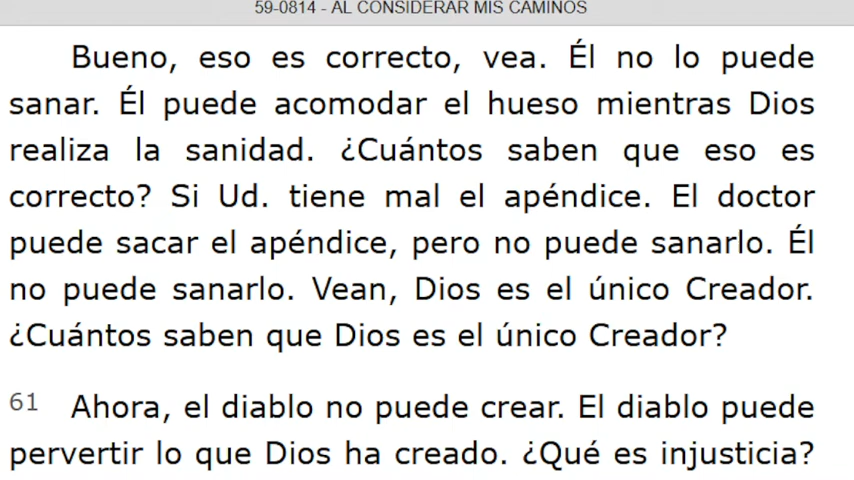 59-0814 - AL CONSIDERAR MIS CAMINOS
Bueno, eso es correcto, vea. Él no lo puede
sanar. Él puede acomodar el hueso mientras Dios
realiza la sanidad. ¿Cuántos saben que eso es
correcto? Si Ud. tiene mal el apéndice. El doctor
puede sacar el apéndice, pero no puede sanarlo. Él
no puede sanarlo. Vean, Dios es el único Creador.
¿Cuántos saben que Dios es el único Creador?
61 Ahora, el diablo no puede crear. El diablo puede
pervertir lo que Dios ha creado. ¿Qué es injusticia?